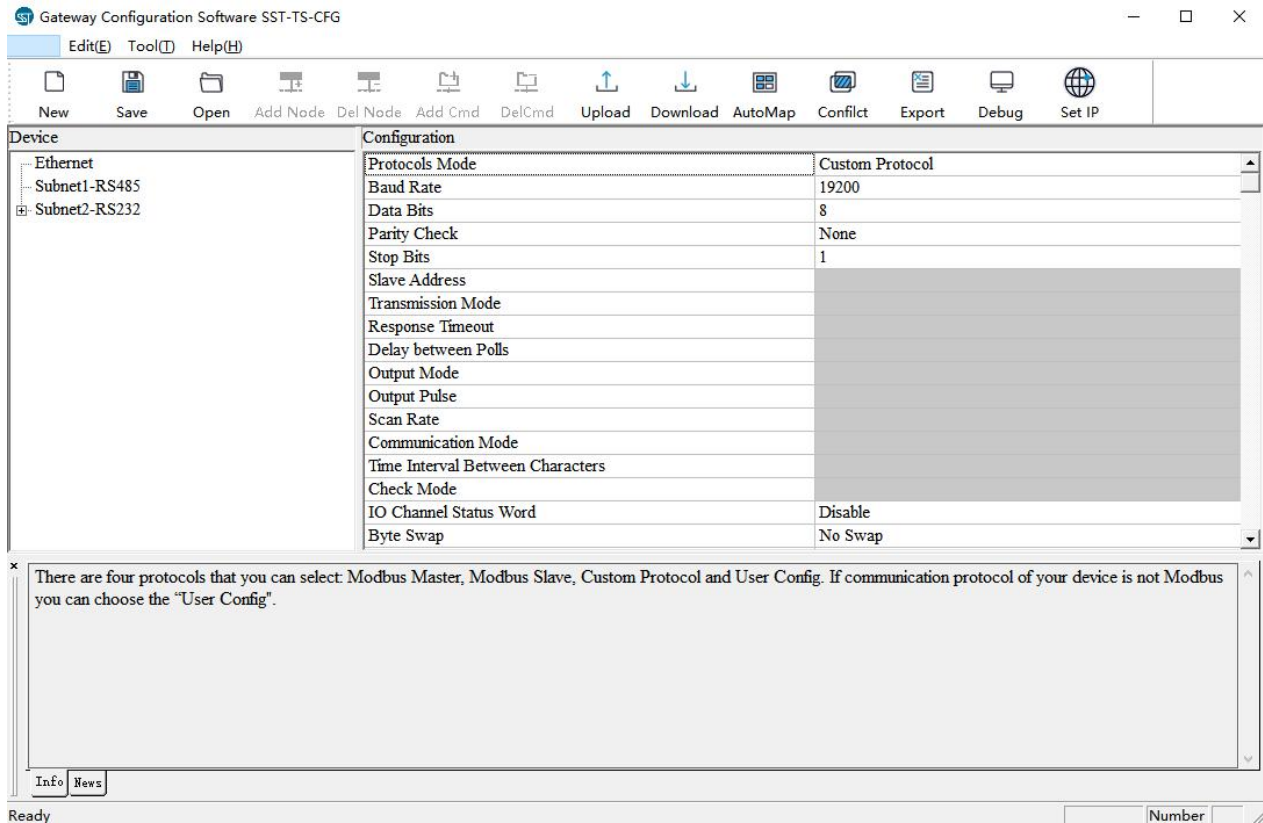 SST Gateway Configuration Software SST-TS-CFG
Edit(E) Tool(T) Help(H)
New Save Open Add Node Del Node Add Cmd DelCmd Upload Download AutoMap Confilct Export Debug Set IP
Device
Ethernet
Subnet1-RS485
Subnet2-RS232
Configuration
Protocols Mode Custom Protocol
Baud Rate 19200
Data Bits 8
Parity Check None
Stop Bits 1
Slave Address
Transmission Mode
Response Timeout
Delay between Polls
Output Mode
Output Pulse
Scan Rate
Communication Mode
Time Interval Between Characters
Check Mode
IO Channel Status Word Disable
Byte Swap No Swap
There are four protocols that you can select: Modbus Master, Modbus Slave, Custom Protocol and User Config. If communication protocol of your device is not Modbus
you can choose the “User Config".
Info News
Ready Number